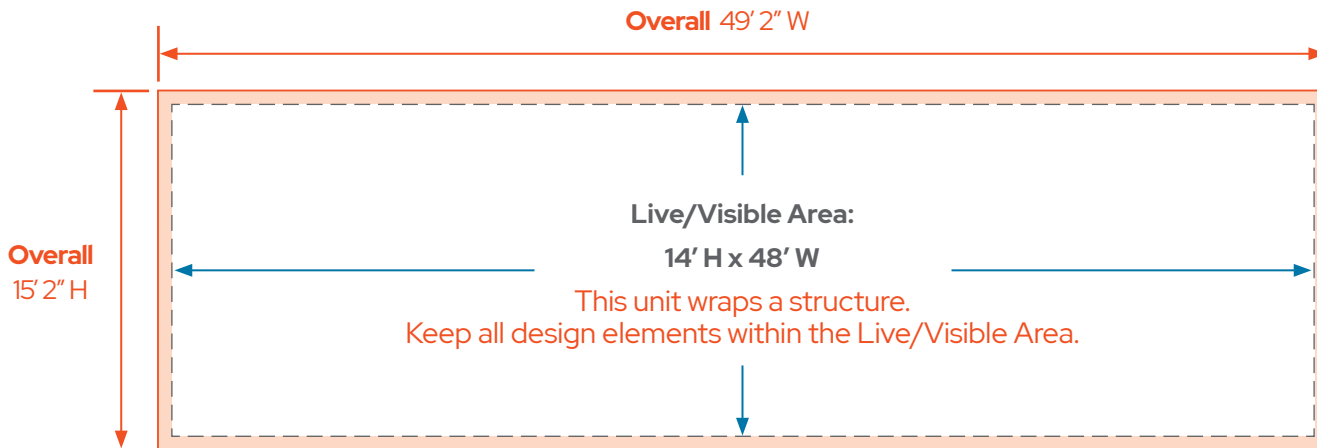 Overall 49′ 2″ W
Live/Visible Area:
14′ H x 48′ W
Overall
15′ 2″ H
This unit wraps a structure.
Keep all design elements within the Live/Visible Area.